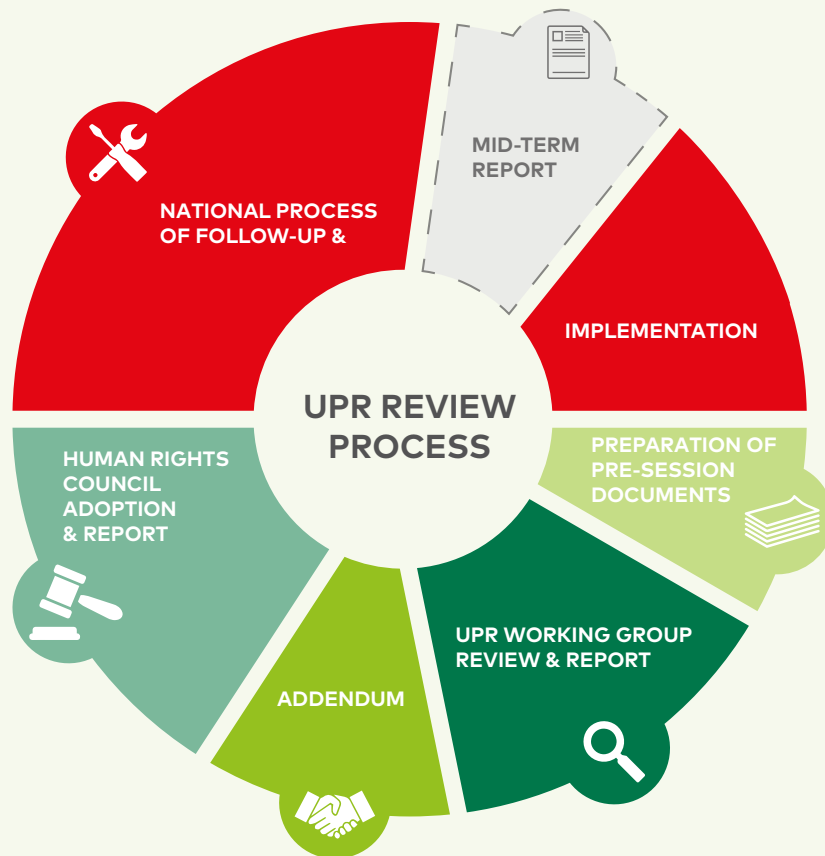 MID-TERM
REPORT
NATIONAL PROCESS
OF FOLLOW-UP &
IMPLEMENTATION
UPR REVIEW
PROCESS
PREPARATION OF
PRE-SESSION
DOCUMENTS
HUMAN RIGHTS
COUNCIL
ADOPTION
& REPORT
UPR WORKING GROUP
REVIEW & REPORT
ADDENDUM